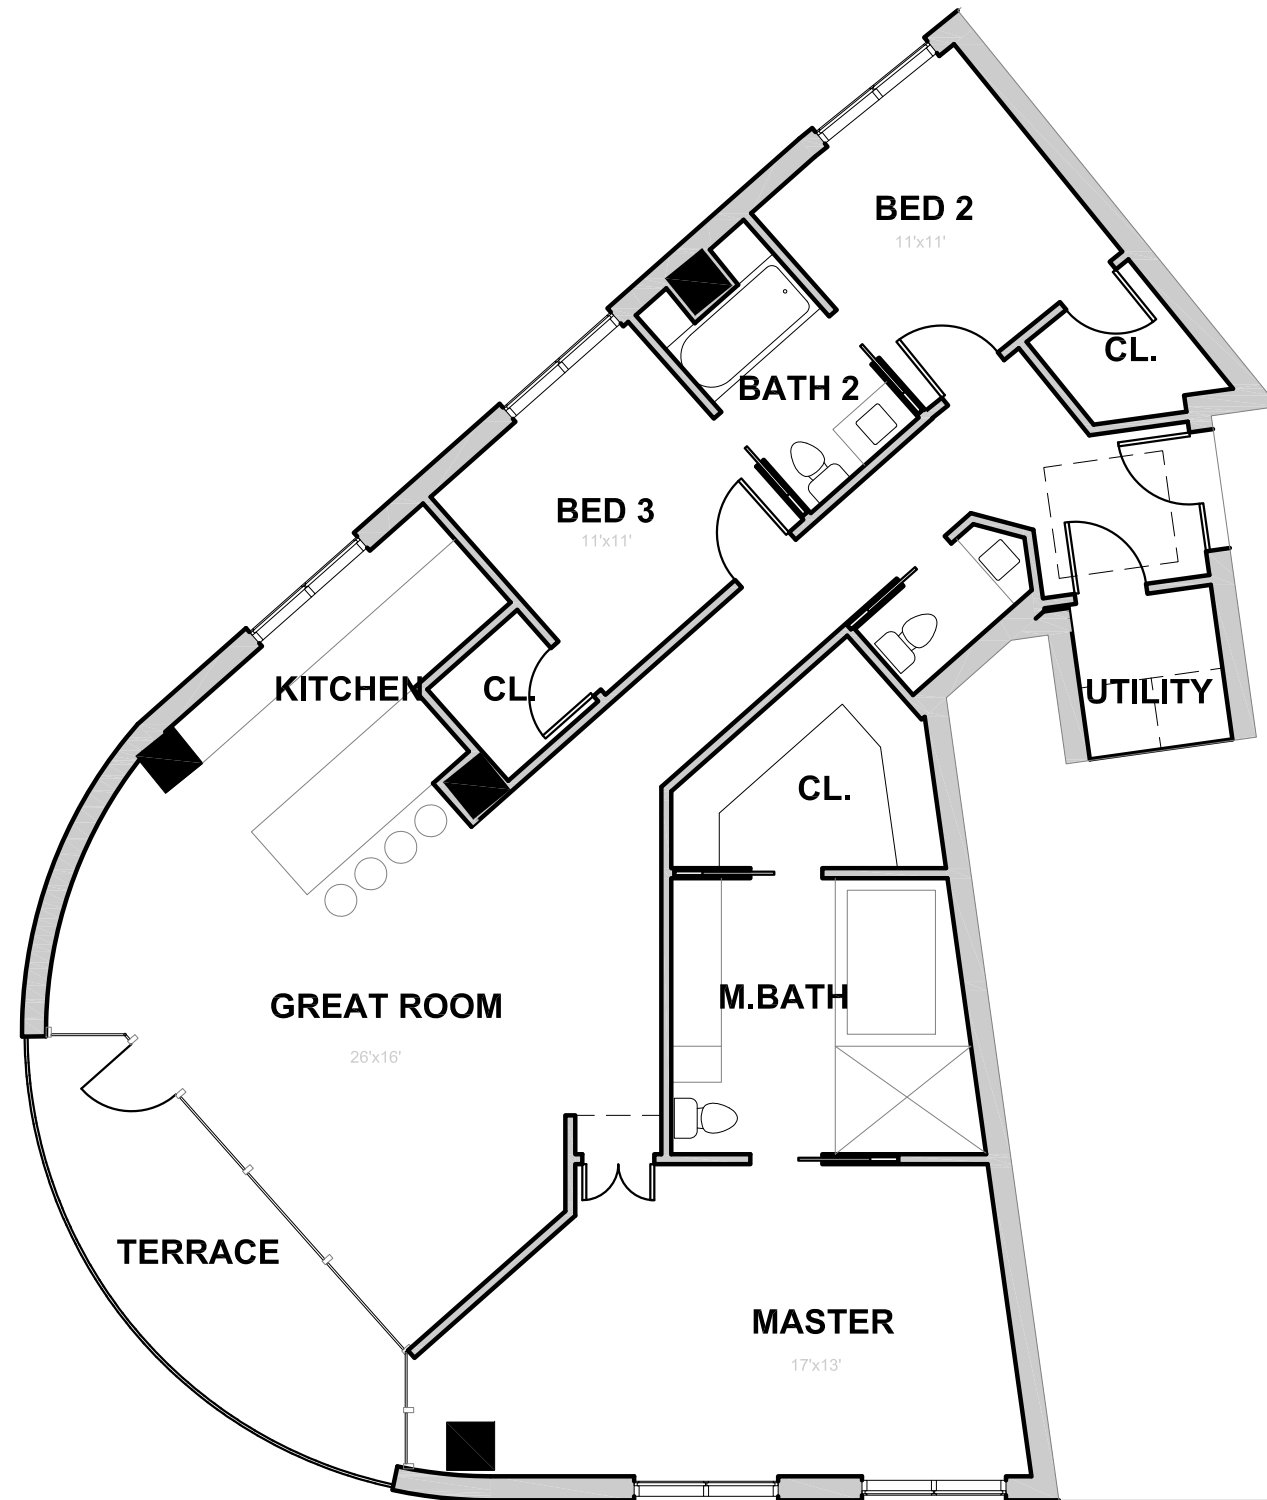 BED 2
11'x11'
CL.
BATH 2
BED 3
11'x11'
KITCHEN
CL.
UTILITY
CL.
M.BATH
GREAT ROOM
26'x16'
TERRACE
MASTER
17'x13'